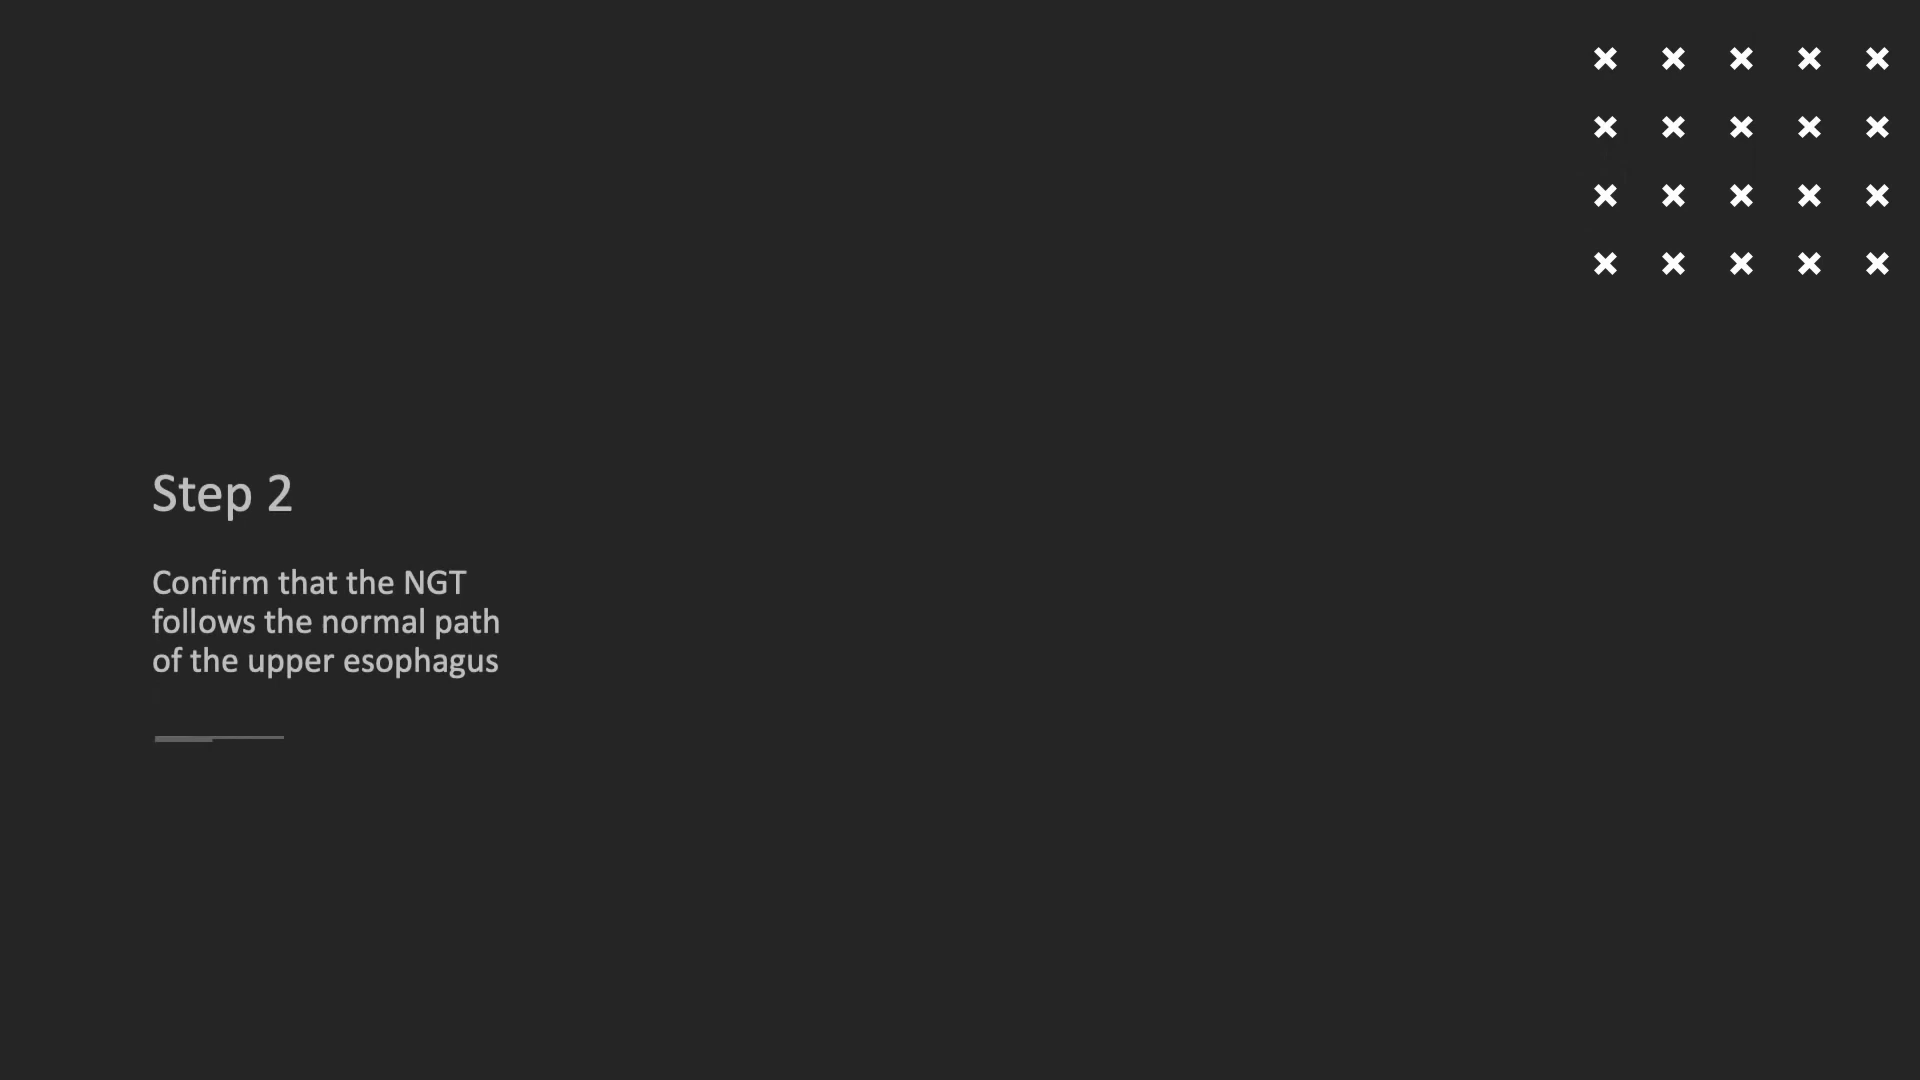 Step 2
Confirm that the NGT
follows the normal path
of the upper esophagus